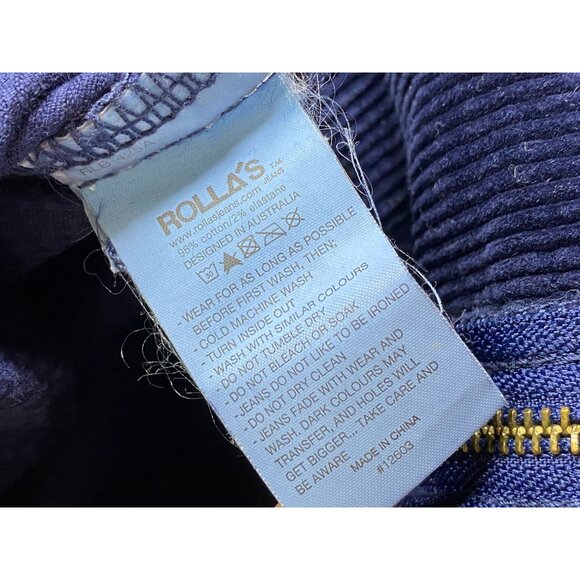 ROLLA'S™
JEANS
www.rollasjeans.com
98% cotton/2% elastane
DESIGNED IN AUSTRALIA
- WEAR FOR AS LONG AS POSSIBLE
BEFORE FIRST WASH, THEN;
- COLD MACHINE WASH
- TURN INSIDE OUT
- WASH WITH SIMILAR COLOURS
- DO NOT TUMBLE DRY
- DO NOT BLEACH OR SOAK
- JEANS DO NOT LIKE TO BE IRONED
- DO NOT DRY CLEAN
- JEANS FADE WITH WEAR AND
WASH. DARK COLOURS MAY
TRANSFER, AND HOLES WILL
GET BIGGER... TAKE CARE AND
BE AWARE.
MADE IN CHINA
#12603